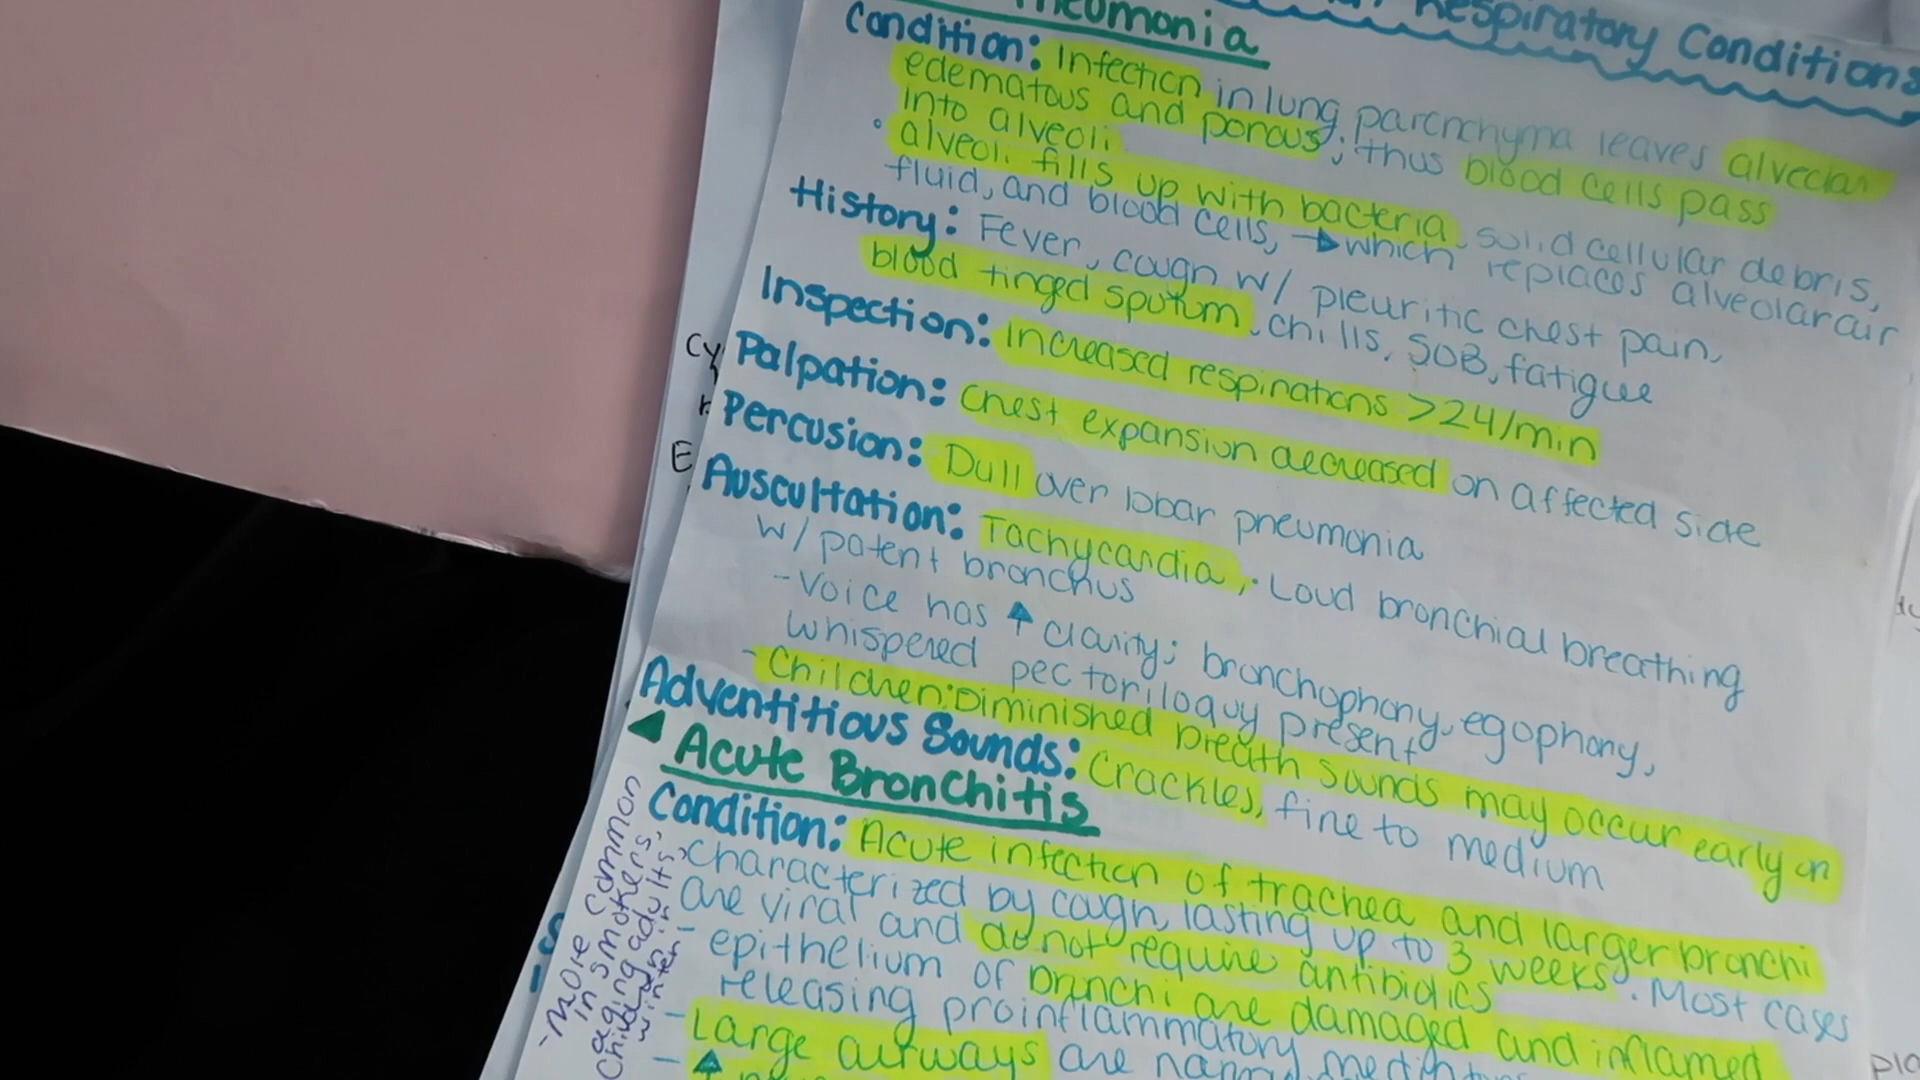 Respiratory Conditions
Pneumonia
Condition: Infection in lung parenchyma leaves alveolar
edematous and porous; thus blood cells pass
into alveoli
• alveoli fills up with bacteria, solid cellular debris,
fluid, and blood cells, → which replaces alveolar air
History: Fever, cough w/ pleuritic chest pain,
blood tinged sputum, chills, SOB, fatigue
Inspection: Increased respirations >24/min
Palpation: Chest expansion decreased on affected side
Percusion: Dull over lobar pneumonia
Auscultation: Tachycardia, • Loud bronchial breathing
w/ patent bronchus
- Voice has ↑ clarity; bronchophony, egophony,
whispered pectoriloquy present
- Children: Diminished breath sounds may occur early on
Adventitious Sounds: Crackles, fine to medium
Acute Bronchitis
Condition: Acute infection of trachea and larger bronchi
characterized by cough, lasting up to 3 weeks. Most cases
are viral and do not require antibiotics
- epithelium of bronchi are damaged and inflamed
releasing proinflammatory
- Large airways are
- ↑
- More common
in smokers,
aging adults,
children, in
winter
Cy
E